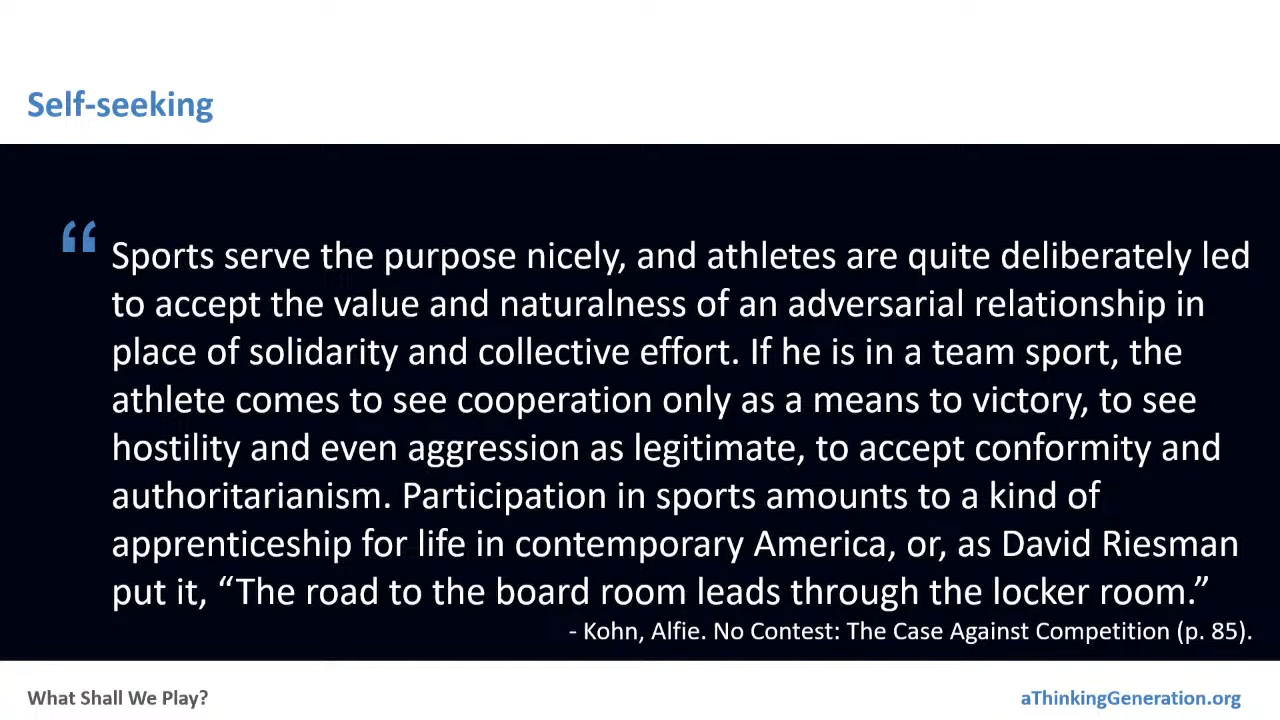 Self-seeking
“ Sports serve the purpose nicely, and athletes are quite deliberately led
to accept the value and naturalness of an adversarial relationship in
place of solidarity and collective effort. If he is in a team sport, the
athlete comes to see cooperation only as a means to victory, to see
hostility and even aggression as legitimate, to accept conformity and
authoritarianism. Participation in sports amounts to a kind of
apprenticeship for life in contemporary America, or, as David Riesman
put it, “The road to the board room leads through the locker room.”
- Kohn, Alfie. No Contest: The Case Against Competition (p. 85).
What Shall We Play?
aThinkingGeneration.org